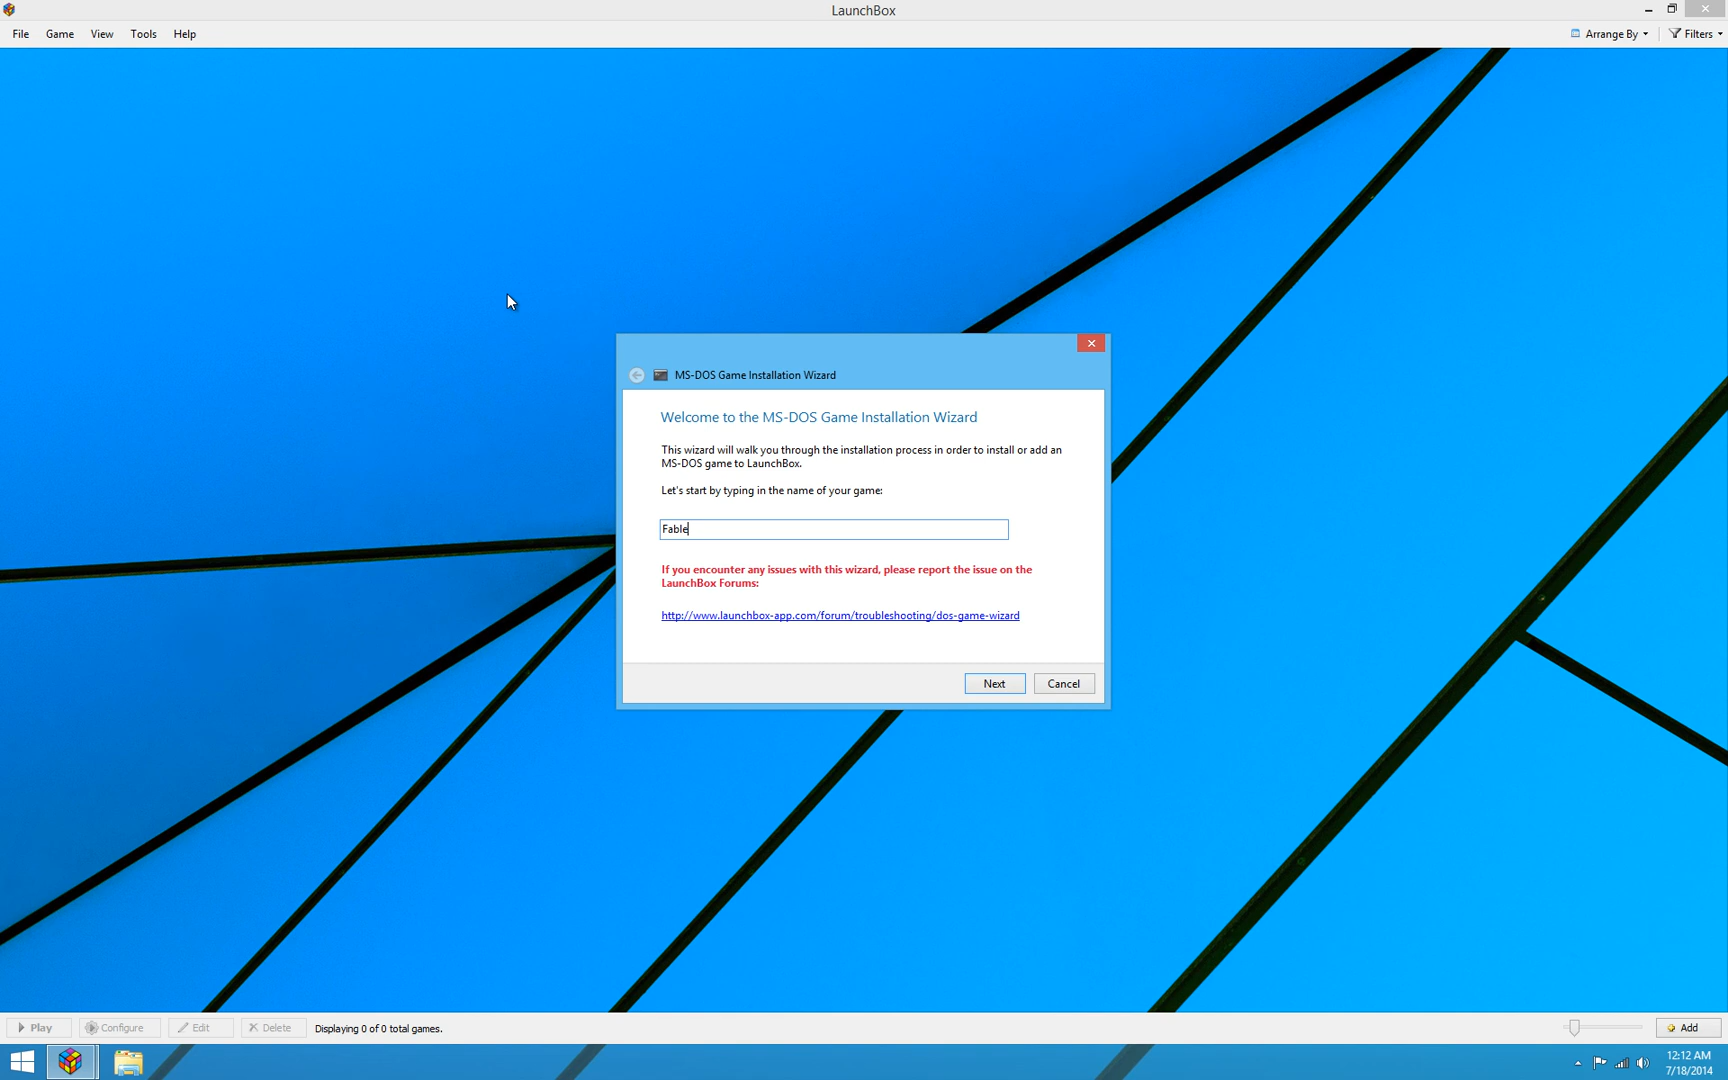 LaunchBox
File Game View Tools Help Arrange By Filters
MS-DOS Game Installation Wizard
Welcome to the MS-DOS Game Installation Wizard
This wizard will walk you through the installation process in order to install or add an
MS-DOS game to LaunchBox.
Let's start by typing in the name of your game:
Fable
If you encounter any issues with this wizard, please report the issue on the
LaunchBox Forums:
http://www.launchbox-app.com/forum/troubleshooting/dos-game-wizard
Next Cancel
Play Configure Edit Delete Displaying 0 of 0 total games. Add
12:12 AM
7/18/2014